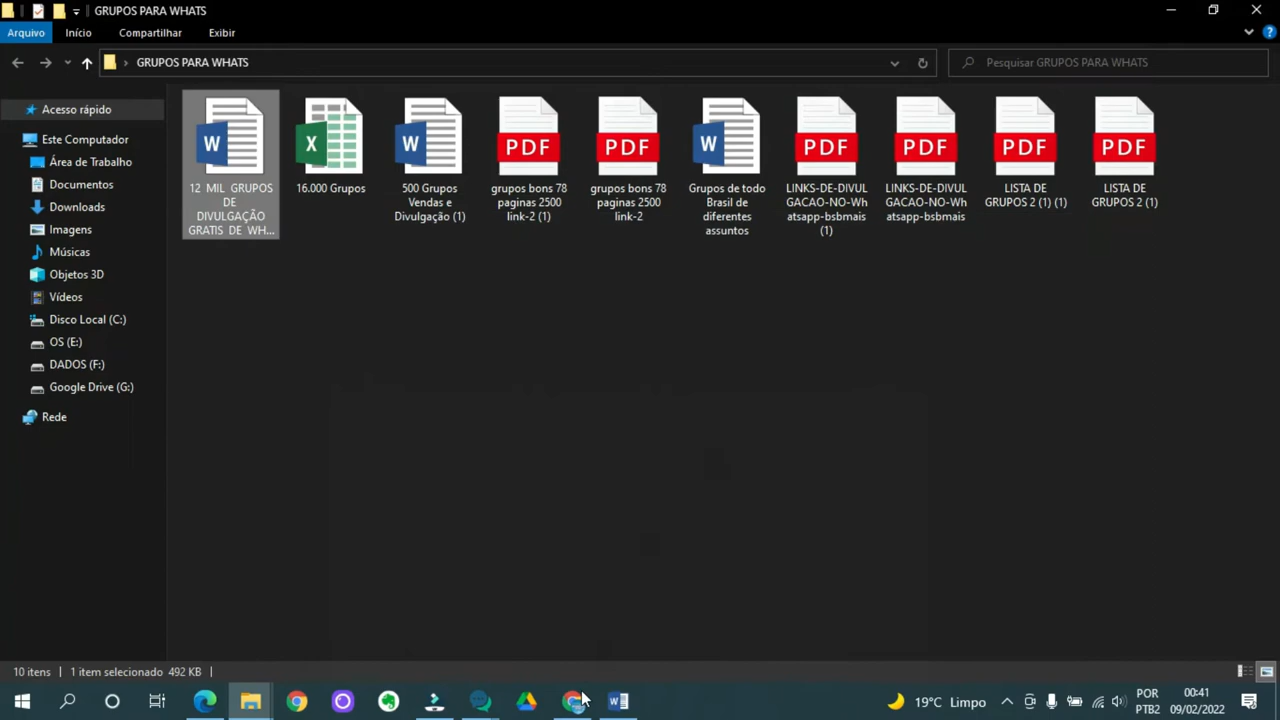 GRUPOS PARA WHATS
Arquivo
Início
Compartilhar
Exibir
?
GRUPOS PARA WHATS
Pesquisar GRUPOS PARA WHATS
Acesso rápido
Este Computador
Área de Trabalho
Documentos
Downloads
Imagens
Músicas
Objetos 3D
Vídeos
Disco Local (C:)
OS (E:)
DADOS (F:)
Google Drive (G:)
Rede
W
12 MIL GRUPOS
DE
DIVULGAÇÃO
GRATIS DE WH...
X
16.000 Grupos
W
500 Grupos
Vendas e
Divulgação (1)
PDF
grupos bons 78
paginas 2500
link-2 (1)
PDF
grupos bons 78
paginas 2500
link-2
W
Grupos de todo
Brasil de
diferentes
assuntos
PDF
LINKS-DE-DIVUL
GACAO-NO-Wh
atsapp-bsbmais
(1)
PDF
LINKS-DE-DIVUL
GACAO-NO-Wh
atsapp-bsbmais
PDF
LISTA DE
GRUPOS 2 (1) (1)
PDF
LISTA DE
GRUPOS 2 (1)
10 itens
1 item selecionado 492 KB
W
19°C Limpo
POR
PTB2
00:41
09/02/2022